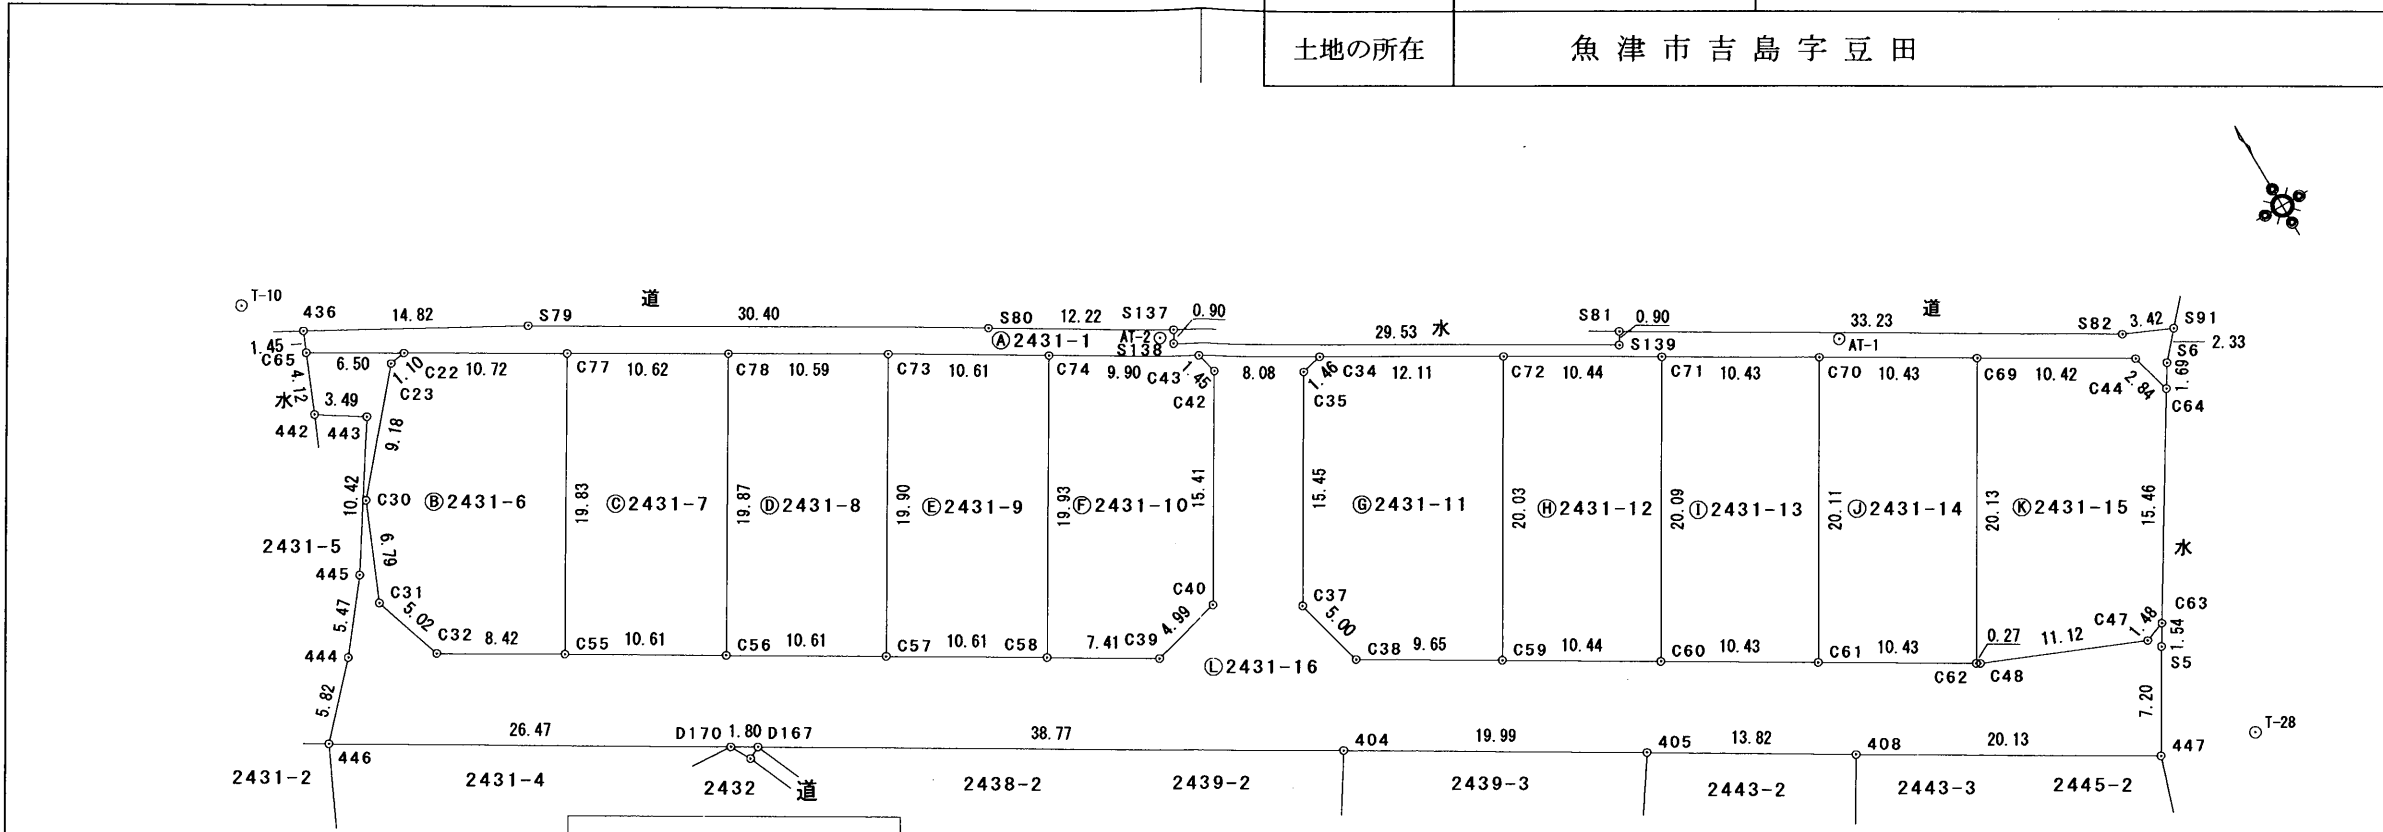 土地の所在 魚津市吉島字豆田
T-10
436 14.82 S79 道 30.40 S80 12.22 S137 0.90 29.53 水 S81 0.90 33.23 道 S82 3.42 S91
1.45 Ⓐ2431-1 AT-2 S138 S139 AT-1 S6 2.33
C65 6.50 1.10 C22 10.72 C77 10.62 C78 10.59 C73 10.61 C74 9.90 C43 1.45 8.08 1.46 C34 12.11 C72 10.44 C71 10.43 C70 10.43 C69 10.42 C44 2.84 1.69
4.12 C23 C42 C35 C64
水 3.49
442 443 9.18
10.42 C30 Ⓑ2431-6 19.83 Ⓒ2431-7 19.87 Ⓓ2431-8 19.90 Ⓔ2431-9 19.93 Ⓕ2431-10 15.41 15.45 Ⓖ2431-11 20.03 Ⓗ2431-12 20.09 Ⓘ2431-13 20.11 Ⓙ2431-14 20.13 Ⓚ2431-15 15.46
2431-5 6.79 水
445
C31 C40 C37 C63
5.47 5.02 C32 8.42 C55 10.61 C56 10.61 C57 10.61 C58 7.41 C39 4.99 5.00 C38 9.65 C59 10.44 C60 10.43 C61 10.43 0.27 11.12 C47 1.48 1.54
444 Ⓛ2431-16 C62 C48 S5
5.82 7.20
26.47 D170 1.80 D167 38.77 404 19.99 405 13.82 408 20.13 447 T-28
446
2431-2 2431-4 2432 道 2438-2 2439-2 2439-3 2443-2 2443-3 2445-2